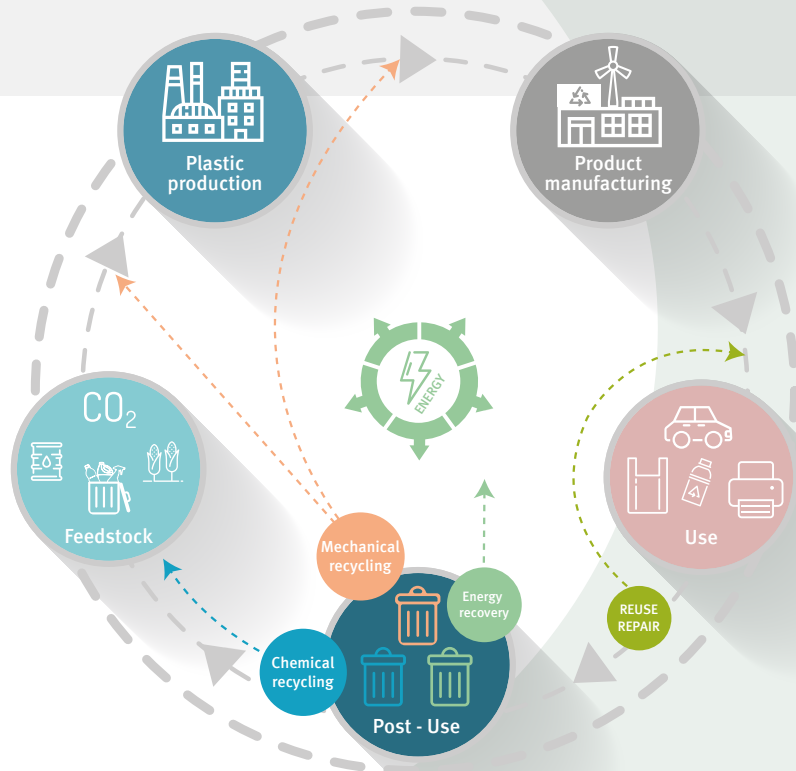 Plastic
production
Product
manufacturing
ENERGY
CO₂
Feedstock
Use
Mechanical
recycling
Energy
recovery
REUSE
REPAIR
Chemical
recycling
Post - Use